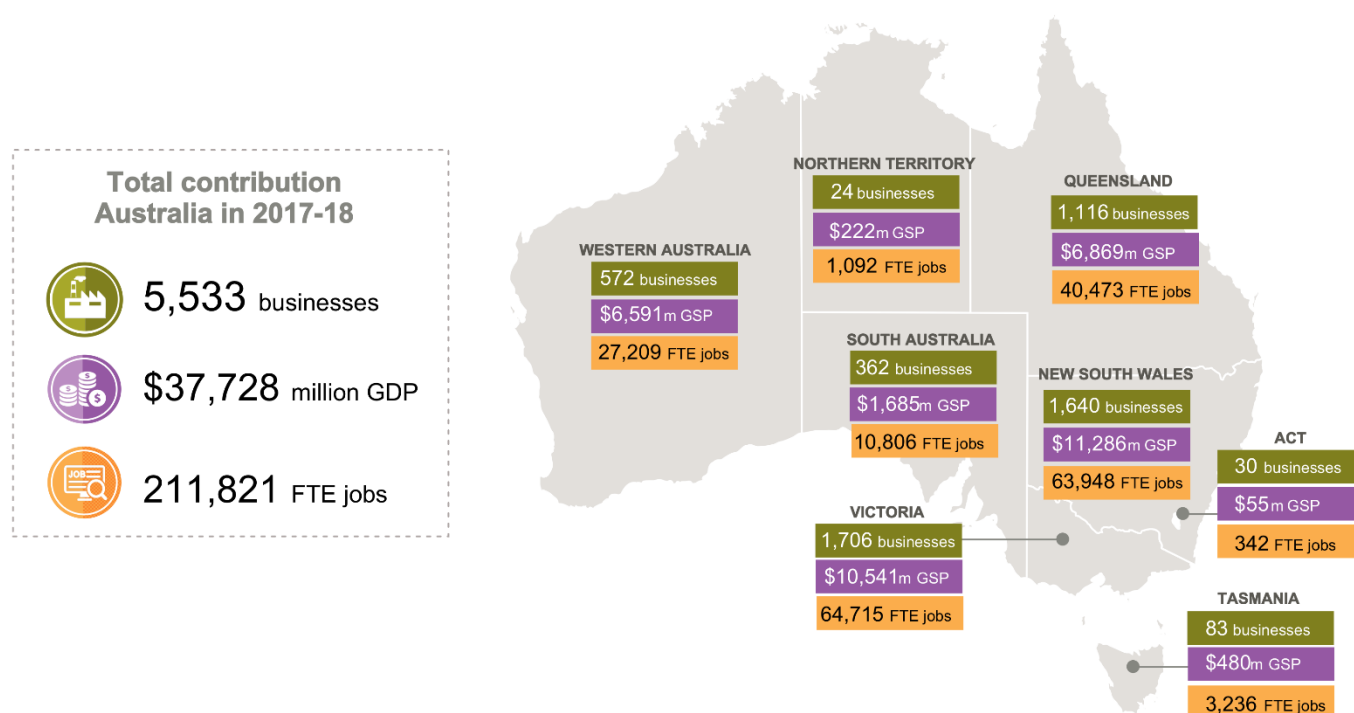 Total contribution
Australia in 2017-18
5,533 businesses
$37,728 million GDP
JOB
211,821 FTE jobs
NORTHERN TERRITORY
24 businesses
$222m GSP
1,092 FTE jobs
QUEENSLAND
1,116 businesses
$6,869m GSP
40,473 FTE jobs
WESTERN AUSTRALIA
572 businesses
$6,591m GSP
27,209 FTE jobs
SOUTH AUSTRALIA
362 businesses
$1,685m GSP
10,806 FTE jobs
NEW SOUTH WALES
1,640 businesses
$11,286m GSP
63,948 FTE jobs
ACT
30 businesses
$55m GSP
342 FTE jobs
VICTORIA
1,706 businesses
$10,541m GSP
64,715 FTE jobs
TASMANIA
83 businesses
$480m GSP
3,236 FTE jobs